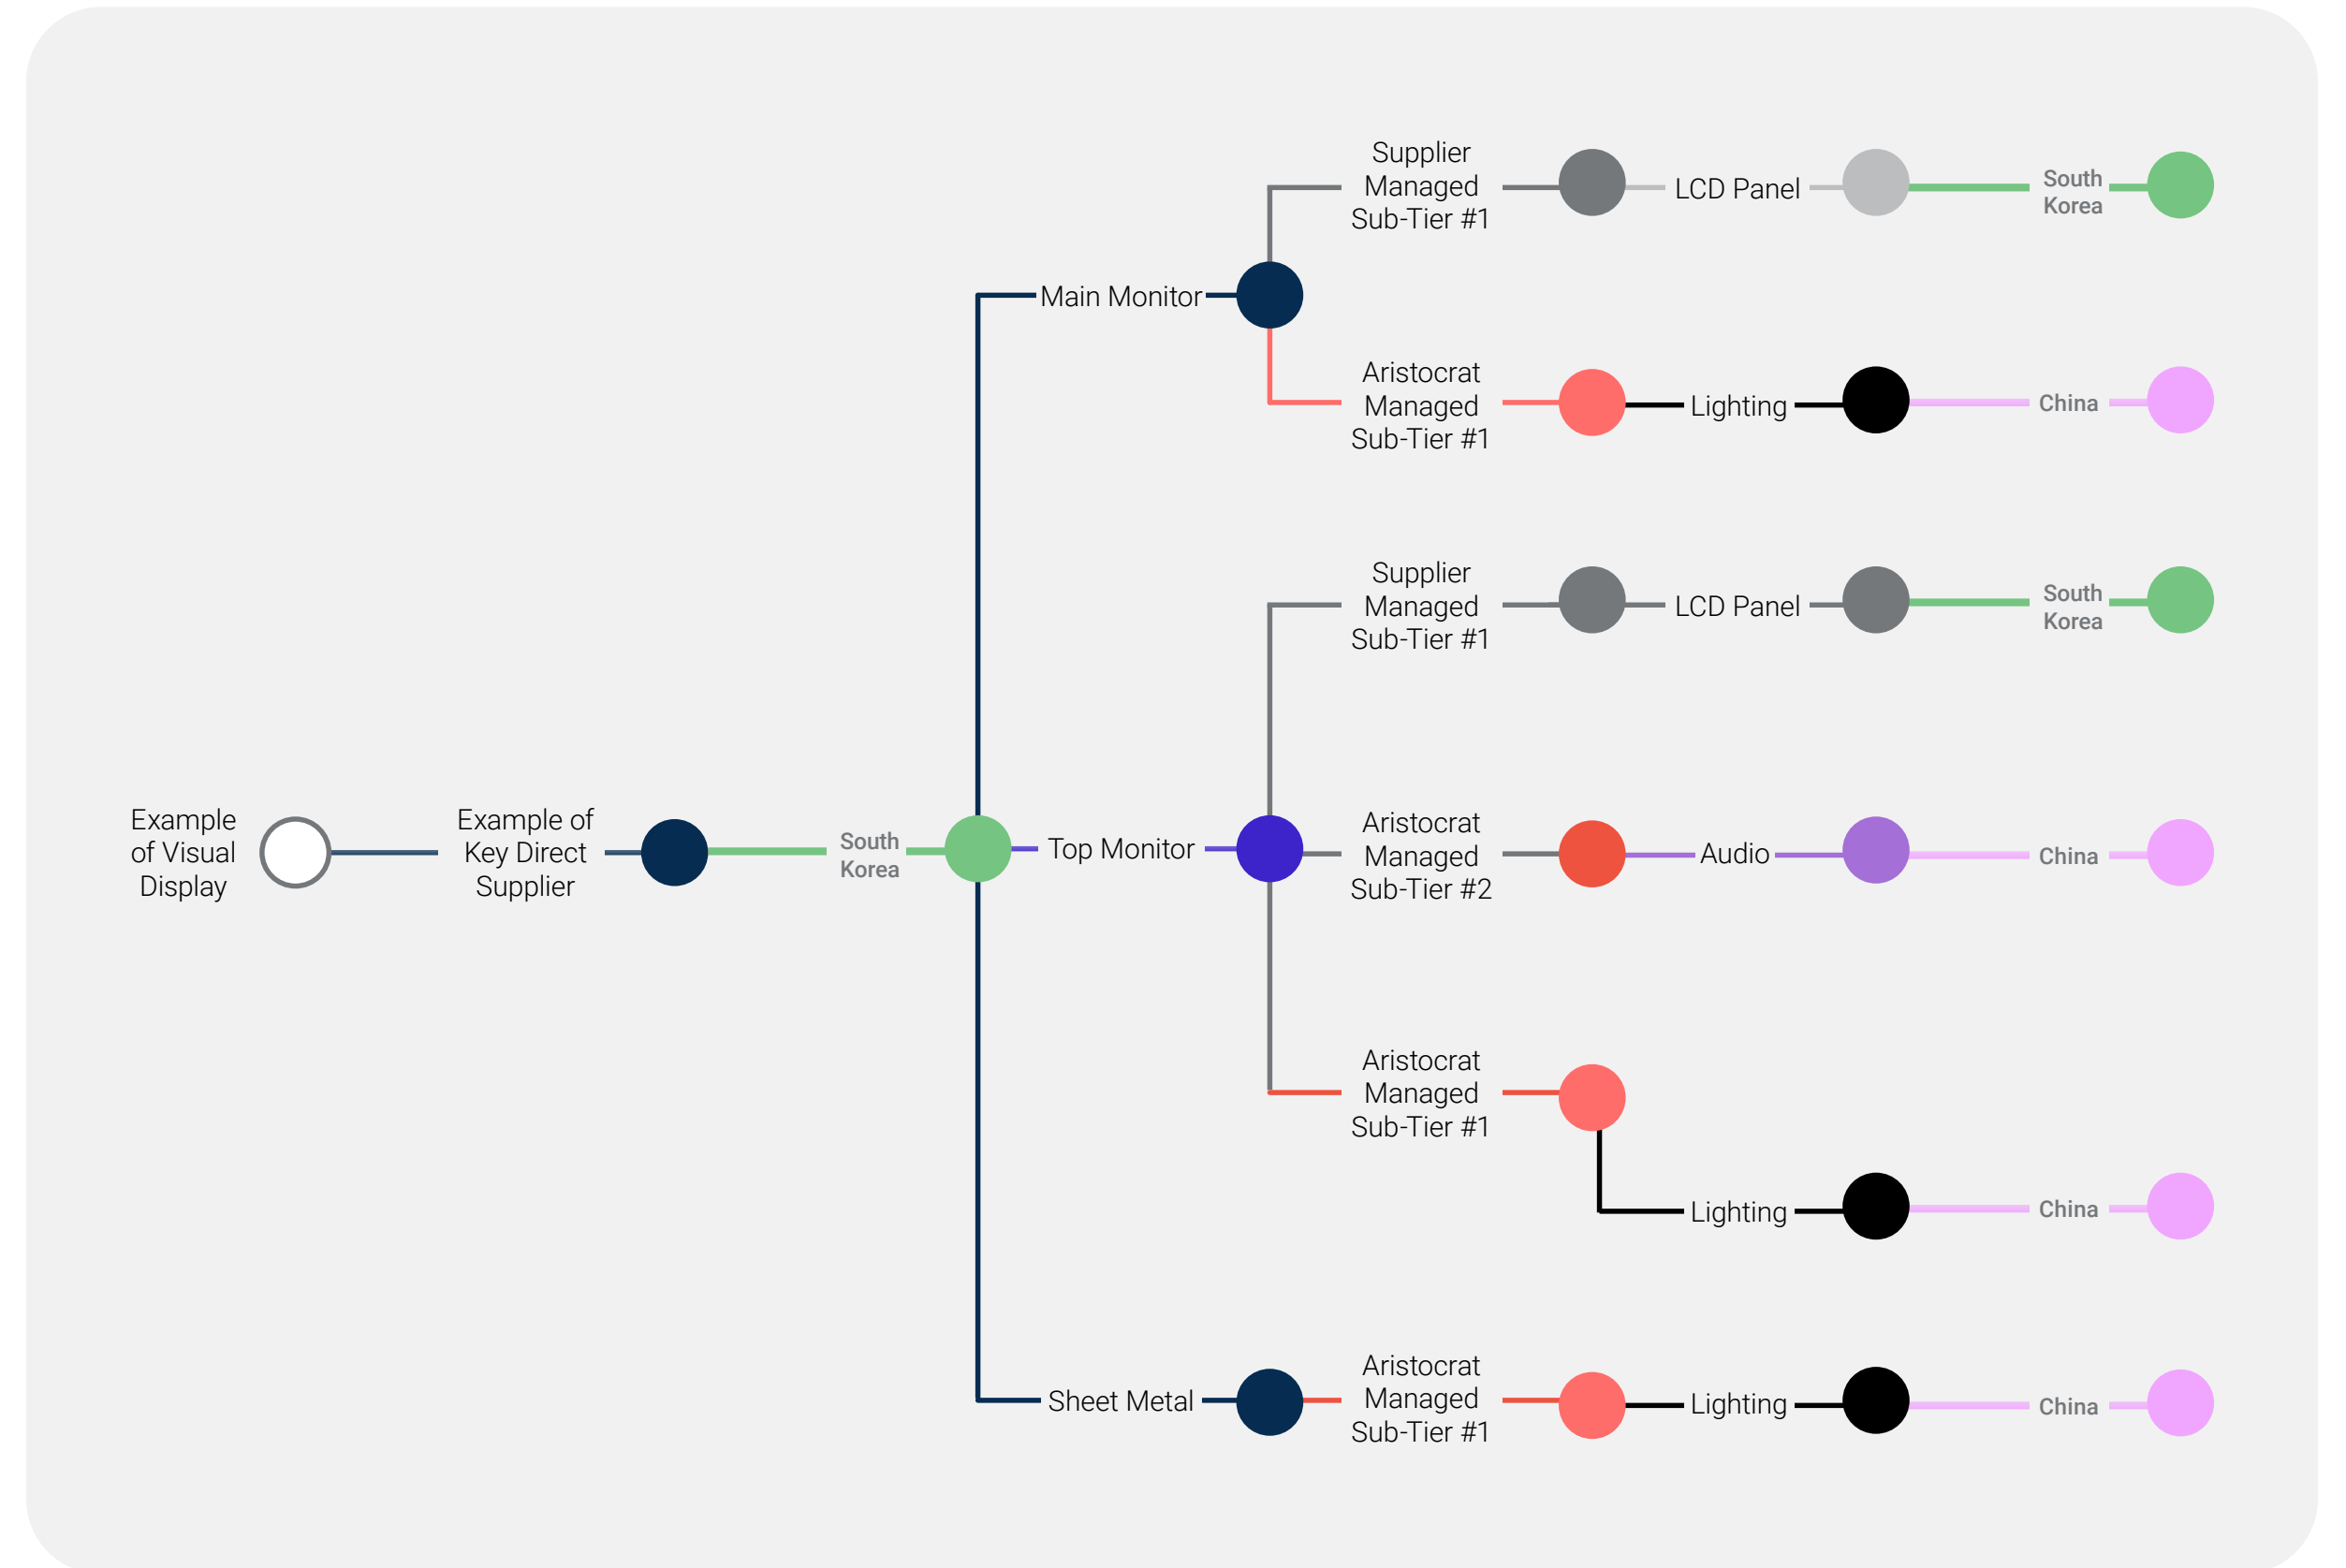 Supplier
Managed
Sub-Tier #1
LCD Panel
South
Korea
Main Monitor
Aristocrat
Managed
Sub-Tier #1
Lighting
China
Supplier
Managed
Sub-Tier #1
LCD Panel
South
Korea
Example
of Visual
Display
Example of
Key Direct
Supplier
South
Korea
Top Monitor
Aristocrat
Managed
Sub-Tier #2
Audio
China
Aristocrat
Managed
Sub-Tier #1
Lighting
China
Sheet Metal
Aristocrat
Managed
Sub-Tier #1
Lighting
China